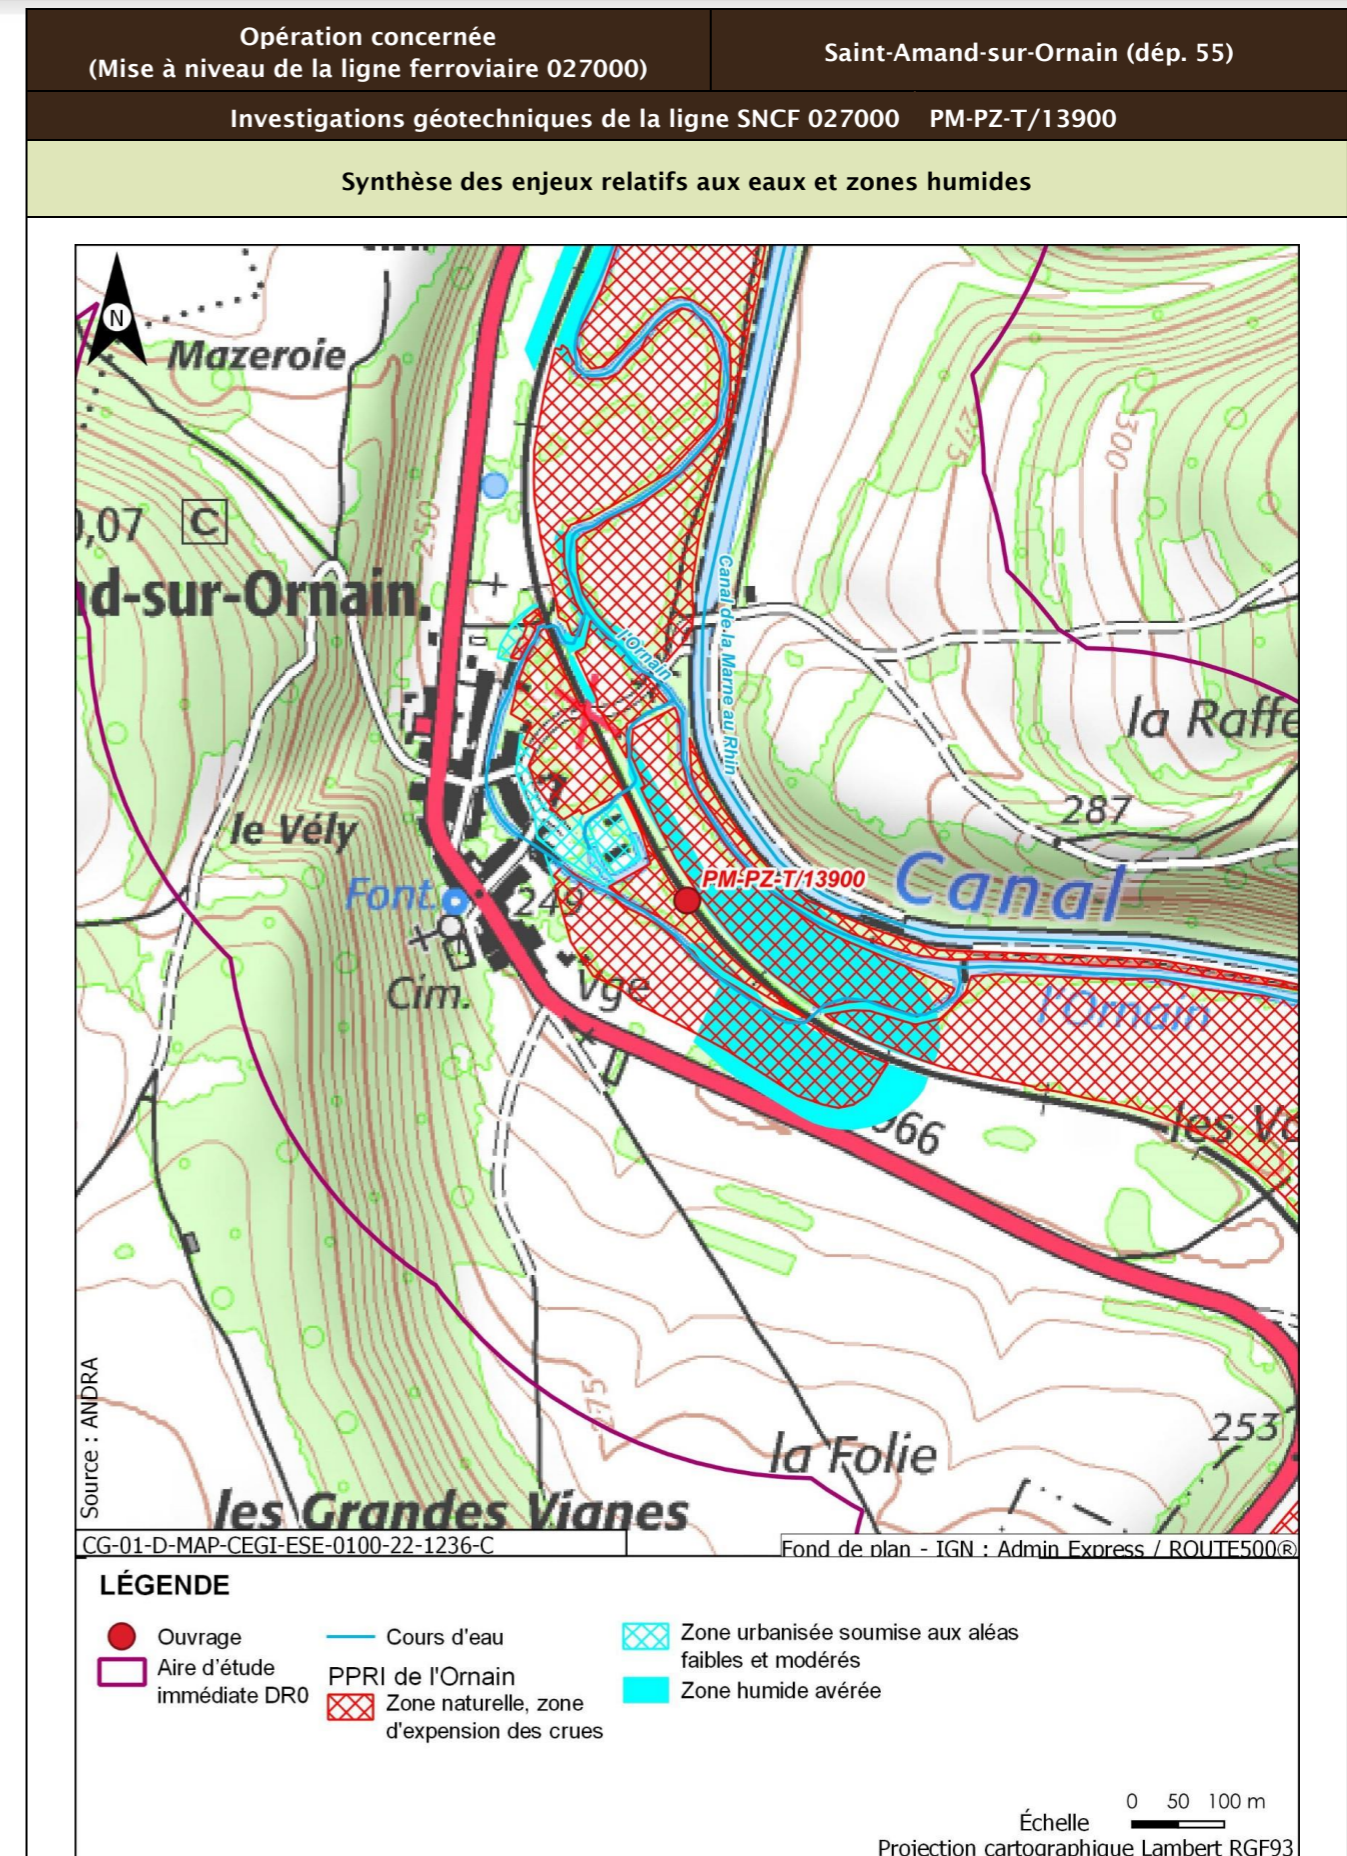 Opération concernée
(Mise à niveau de la ligne ferroviaire 027000)
Saint-Amand-sur-Ornain (dép. 55)
Investigations géotechniques de la ligne SNCF 027000 PM-PZ-T/13900
Synthèse des enjeux relatifs aux eaux et zones humides
N
Mazeroie
,07
C
275
300
250
d-sur-Ornain
Canal de la Marne au Rhin
l'Ornain
la Raffe
287
le Vély
PM-PZ-T/13900
Canal
Font.
249
Cim.
Vge
l'Ornain
966
les Vo
275
253
la Folie
Source : ANDRA
les Grandes Vignes
CG-01-D-MAP-CEGI-ESE-0100-22-1236-C
Fond de plan - IGN : Admin Express / ROUTE500®
LÉGENDE
Ouvrage
Aire d'étude
immédiate DR0
Cours d'eau
PPRI de l'Ornain
Zone naturelle, zone
d'expension des crues
Zone urbanisée soumise aux aléas
faibles et modérés
Zone humide avérée
0 50 100 m
Échelle
Projection cartographique Lambert RGF93